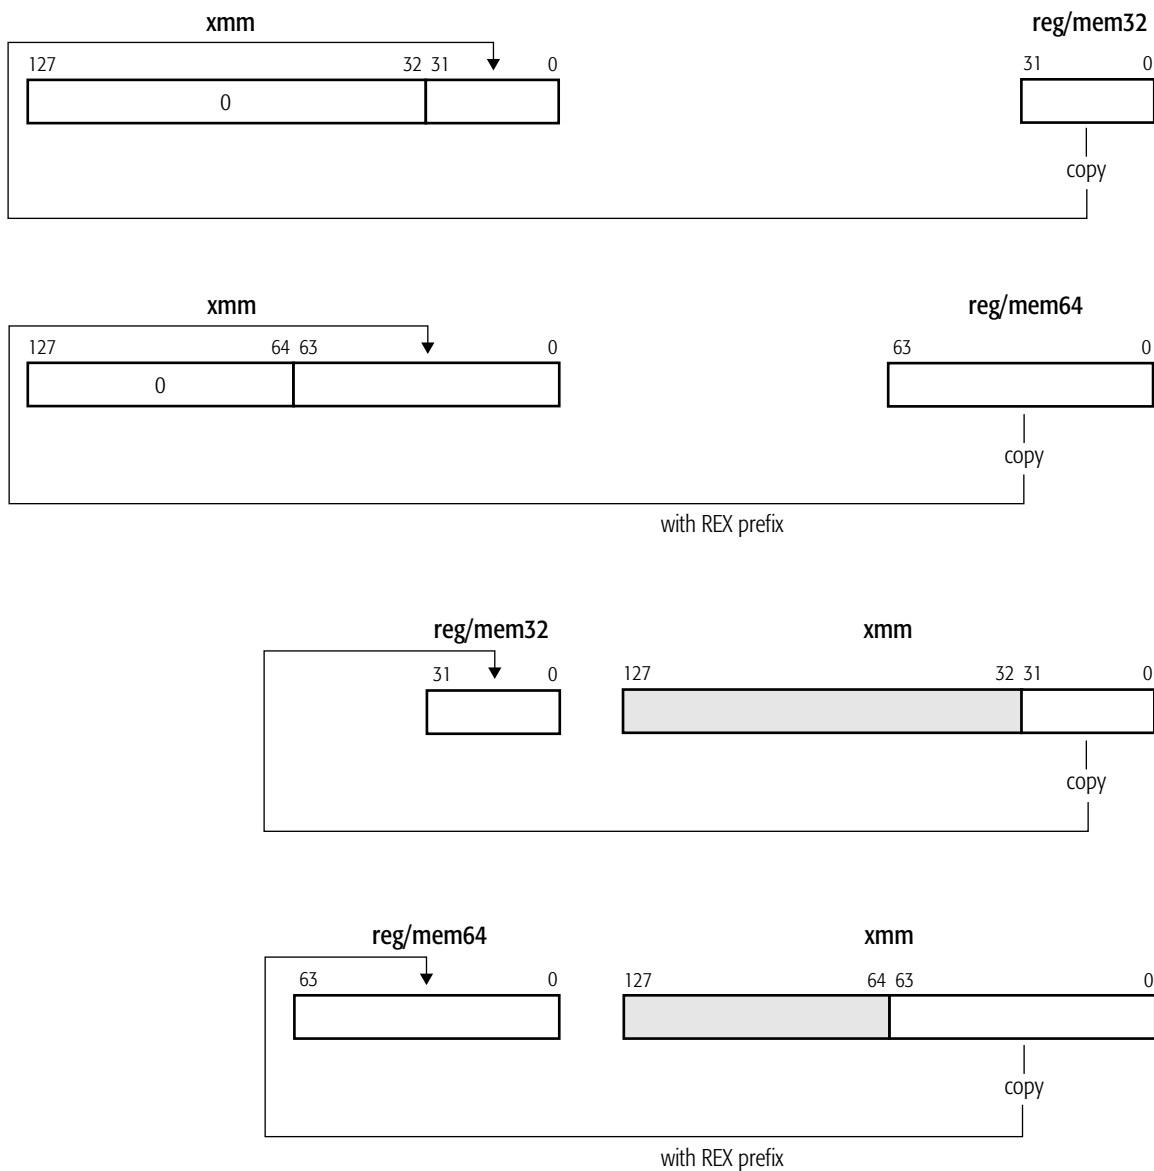 xmm reg/mem32
127 32 31 0 31 0
0
copy
xmm reg/mem64
127 64 63 0 63 0
0
copy
with REX prefix
reg/mem32 xmm
31 0 127 32 31 0
copy
reg/mem64 xmm
63 0 127 64 63 0
copy
with REX prefix